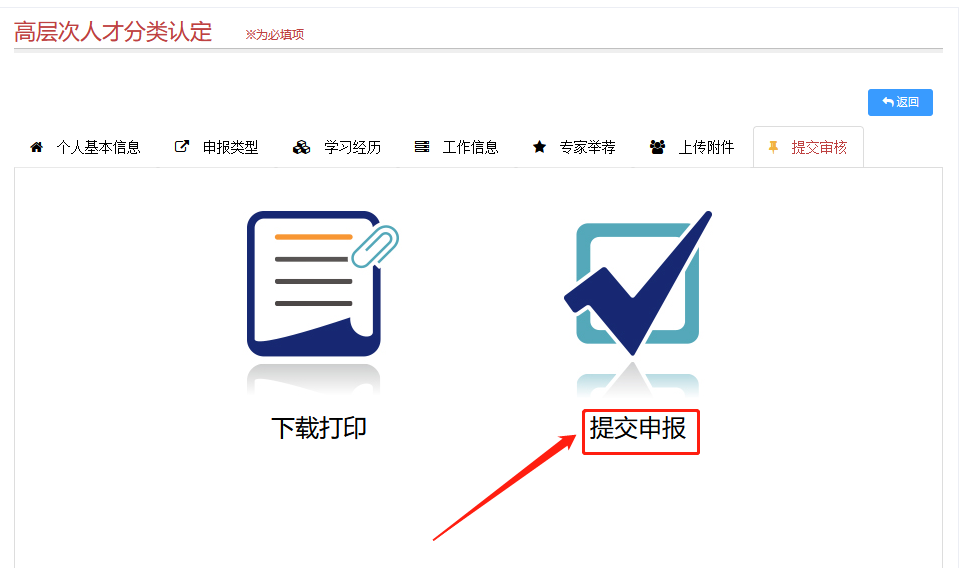 高层次人才分类认定 ※为必填项
返回
个人基本信息 申报类型 学习经历 工作信息 专家举荐 上传附件 提交审核
下载打印 提交申报